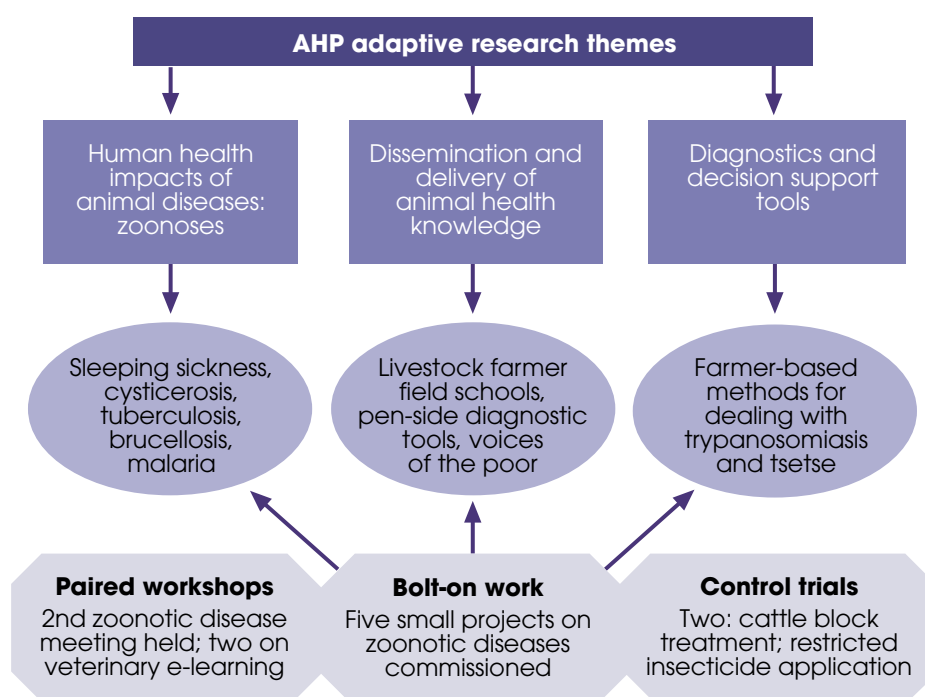 AHP adaptive research themes
Human health
impacts of
animal diseases:
zoonoses
Dissemination and
delivery of
animal health
knowledge
Diagnostics and
decision support
tools
Sleeping sickness,
cysticerosis,
tuberculosis,
brucellosis,
malaria
Livestock farmer
field schools,
pen-side diagnostic
tools, voices
of the poor
Farmer-based
methods for
dealing with
trypanosomiasis
and tsetse
Paired workshops
2nd zoonotic disease
meeting held; two on
veterinary e-learning
Bolt-on work
Five small projects on
zoonotic diseases
commissioned
Control trials
Two: cattle block
treatment; restricted
insecticide application